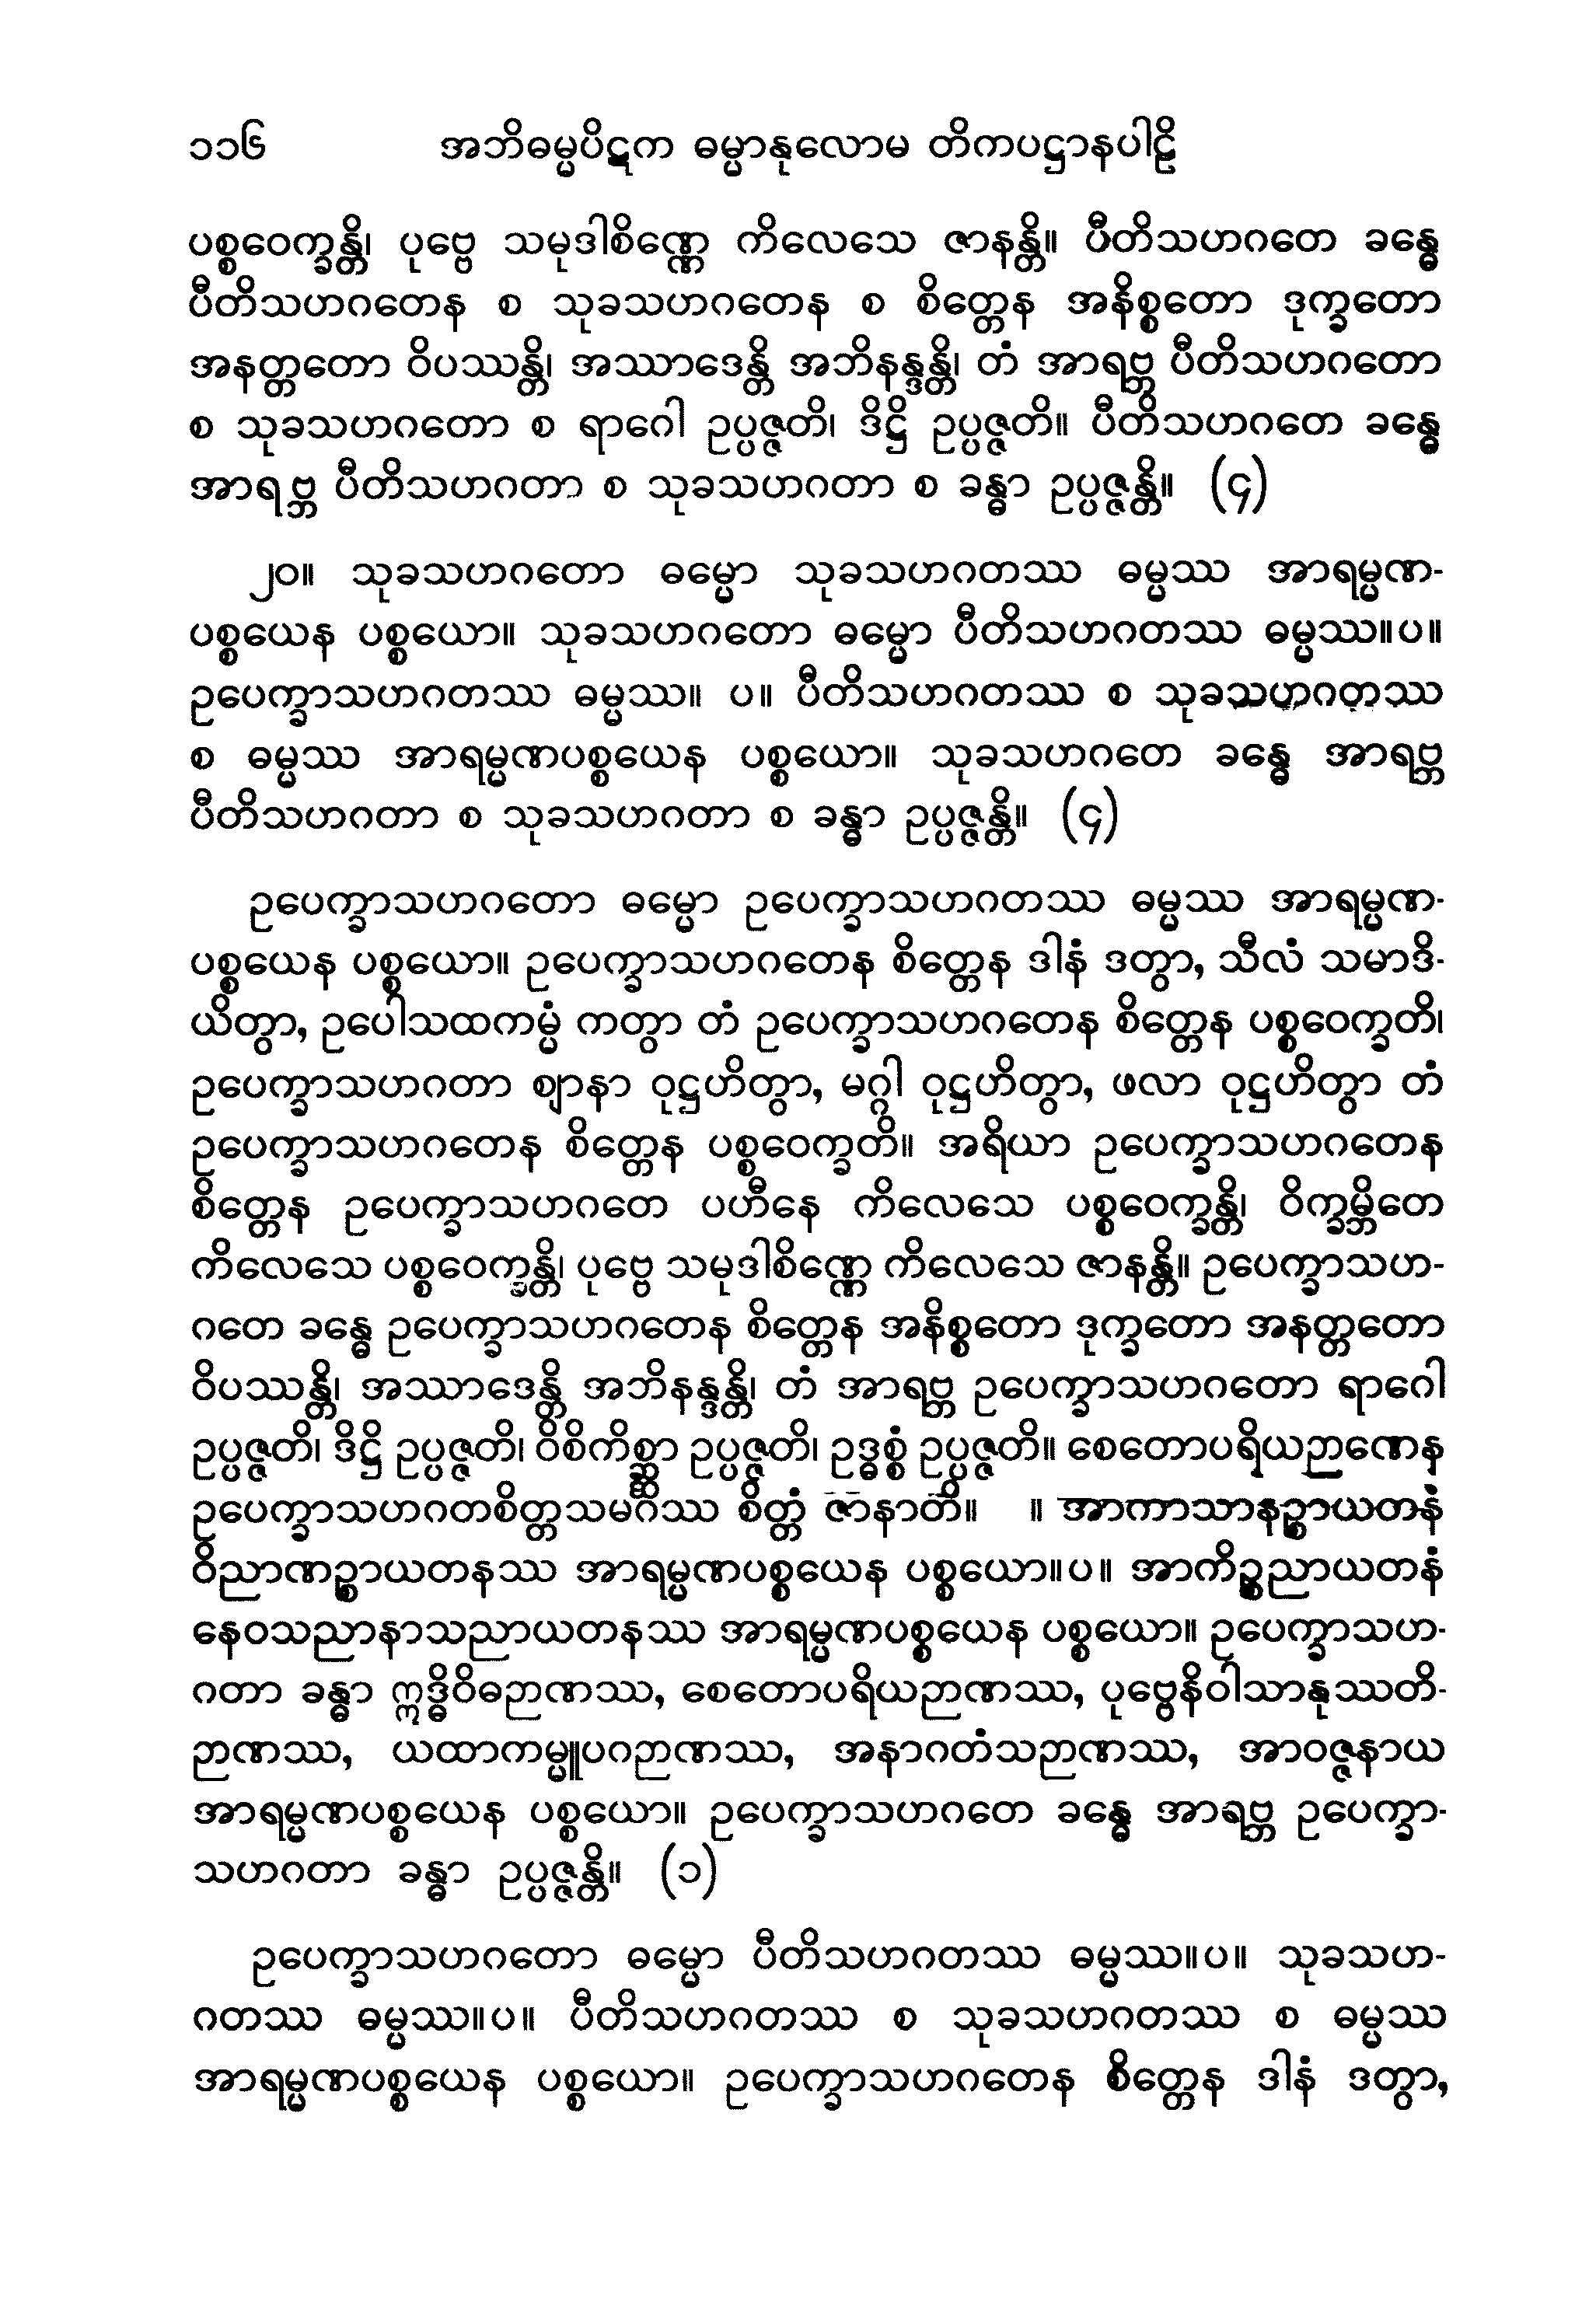 ၁၁၆ အဘိဓမ္မပိဋက ဓမ္မာနုလောမ တိကပဋ္ဌာနပါဠိ
ပစ္စဝေက္ခန္တိ၊ ပုဗ္ဗေ သမုဒါစိဏ္ဏေ ကိလေသေ ဇာနန္တိ။ ပီတိသဟဂတေ ခန္ဓေ
ပီတိသဟဂတေန စ သုခသဟဂတေန စ စိတ္တေန အနိစ္စတော ဒုက္ခတော
အနတ္တတော ဝိပဿန္တိ၊ အဿာဒေန္တိ အဘိနန္ဒန္တိ၊ တံ အာရဗ္ဘ ပီတိသဟဂတော
စ သုခသဟဂတော စ ရာဂေါ ဥပ္ပဇ္ဇတိ၊ ဒိဋ္ဌိ ဥပ္ပဇ္ဇတိ။ ပီတိသဟဂတေ ခန္ဓေ
အာရဗ္ဘ ပီတိသဟဂတာ စ သုခသဟဂတာ စ ခန္ဓာ ဥပ္ပဇ္ဇန္တိ။ (၄)
၂၀။ သုခသဟဂတော ဓမ္မော သုခသဟဂတဿ ဓမ္မဿ အာရမ္မဏ-
ပစ္စယေန ပစ္စယော။ သုခသဟဂတော ဓမ္မော ပီတိသဟဂတဿ ဓမ္မဿ။ပ။
ဥပေက္ခာသဟဂတဿ ဓမ္မဿ။ ပ။ ပီတိသဟဂတဿ စ သုခသဟဂတဿ
စ ဓမ္မဿ အာရမ္မဏပစ္စယေန ပစ္စယော။ သုခသဟဂတေ ခန္ဓေ အာရဗ္ဘ
ပီတိသဟဂတာ စ သုခသဟဂတာ စ ခန္ဓာ ဥပ္ပဇ္ဇန္တိ။ (၄)
ဥပေက္ခာသဟဂတော ဓမ္မော ဥပေက္ခာသဟဂတဿ ဓမ္မဿ အာရမ္မဏ-
ပစ္စယေန ပစ္စယော။ ဥပေက္ခာသဟဂတေန စိတ္တေန ဒါနံ ဒတွာ, သီလံ သမာဒိ-
ယိတွာ, ဥပေါသထကမ္မံ ကတွာ တံ ဥပေက္ခာသဟဂတေန စိတ္တေန ပစ္စဝေက္ခတိ၊
ဥပေက္ခာသဟဂတာ ဈာနာ ဝုဋ္ဌဟိတွာ, မဂ္ဂါ ဝုဋ္ဌဟိတွာ, ဖလာ ဝုဋ္ဌဟိတွာ တံ
ဥပေက္ခာသဟဂတေန စိတ္တေန ပစ္စဝေက္ခတိ။ အရိယာ ဥပေက္ခာသဟဂတေန
စိတ္တေန ဥပေက္ခာသဟဂတေ ပဟီနေ ကိလေသေ ပစ္စဝေက္ခန္တိ၊ ဝိက္ခမ္ဘိတေ
ကိလေသေ ပစ္စဝေက္ခန္တိ၊ ပုဗ္ဗေ သမုဒါစိဏ္ဏေ ကိလေသေ ဇာနန္တိ။ ဥပေက္ခာသဟ-
ဂတေ ခန္ဓေ ဥပေက္ခာသဟဂတေန စိတ္တေန အနိစ္စတော ဒုက္ခတော အနတ္တတော
ဝိပဿန္တိ၊ အဿာဒေန္တိ အဘိနန္ဒန္တိ၊ တံ အာရဗ္ဘ ဥပေက္ခာသဟဂတော ရာဂေါ
ဥပ္ပဇ္ဇတိ၊ ဒိဋ္ဌိ ဥပ္ပဇ္ဇတိ၊ ဝိစိကိစ္ဆာ ဥပ္ပဇ္ဇတိ၊ ဥဒ္ဓစ္စံ ဥပ္ပဇ္ဇတိ။ စေတောပရိယဉာဏေန
ဥပေက္ခာသဟဂတစိတ္တသမင်္ဂိဿ စိတ္တံ ဇာနာတိ။ ။ အာကာသာနဉ္စာယတနံ
ဝိညာဏဉ္စာယတနဿ အာရမ္မဏပစ္စယေန ပစ္စယော။ပ။ အာကိဉ္စညာယတနံ
နေဝသညာနာသညာယတနဿ အာရမ္မဏပစ္စယေန ပစ္စယော။ ဥပေက္ခာသဟ-
ဂတာ ခန္ဓာ ဣဒ္ဓိဝိဓဉာဏဿ, စေတောပရိယဉာဏဿ, ပုဗ္ဗေနိဝါသာနုဿတိ-
ဉာဏဿ, ယထာကမ္မူပဂဉာဏဿ, အနာဂတံသဉာဏဿ, အာဝဇ္ဇနာယ
အာရမ္မဏပစ္စယေန ပစ္စယော။ ဥပေက္ခာသဟဂတေ ခန္ဓေ အာရဗ္ဘ ဥပေက္ခာ-
သဟဂတာ ခန္ဓာ ဥပ္ပဇ္ဇန္တိ။ (၁)
ဥပေက္ခာသဟဂတော ဓမ္မော ပီတိသဟဂတဿ ဓမ္မဿ။ပ။ သုခသဟ-
ဂတဿ ဓမ္မဿ။ပ။ ပီတိသဟဂတဿ စ သုခသဟဂတဿ စ ဓမ္မဿ
အာရမ္မဏပစ္စယေန ပစ္စယော။ ဥပေက္ခာသဟဂတေန စိတ္တေန ဒါနံ ဒတွာ,